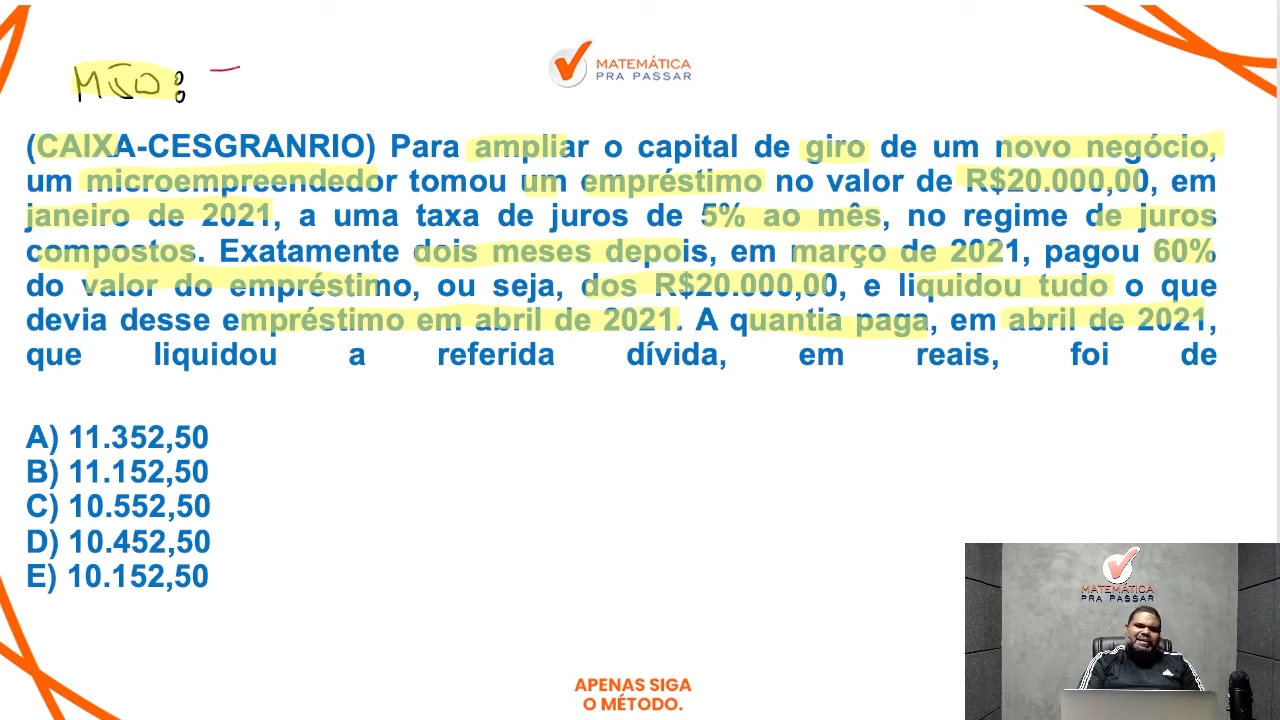 MATEMÁTICA
PRA PASSAR
(CAIXA-CESGRANRIO) Para ampliar o capital de giro de um novo negócio,
um microempreendedor tomou um empréstimo no valor de R$20.000,00, em
janeiro de 2021, a uma taxa de juros de 5% ao mês, no regime de juros
compostos. Exatamente dois meses depois, em março de 2021, pagou 60%
do valor do empréstimo, ou seja, dos R$20.000,00, e liquidou tudo o que
devia desse empréstimo em abril de 2021. A quantia paga, em abril de 2021,
que liquidou a referida dívida, em reais, foi de
A) 11.352,50
B) 11.152,50
C) 10.552,50
D) 10.452,50
E) 10.152,50
MATEMÁTICA
PRA PASSAR
APENAS SIGA
O MÉTODO.